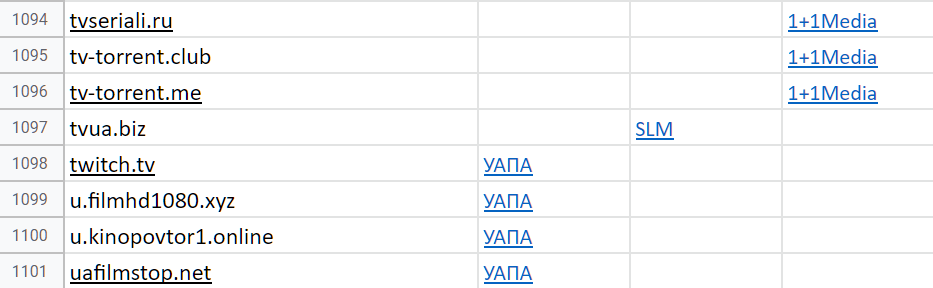 1094 tvseriali.ru 1+1Media
1095 tv-torrent.club 1+1Media
1096 tv-torrent.me 1+1Media
1097 tvua.biz SLM
1098 twitch.tv УАПА
1099 u.filmhd1080.xyz УАПА
1100 u.kinopovtor1.online УАПА
1101 uafilmstop.net УАПА